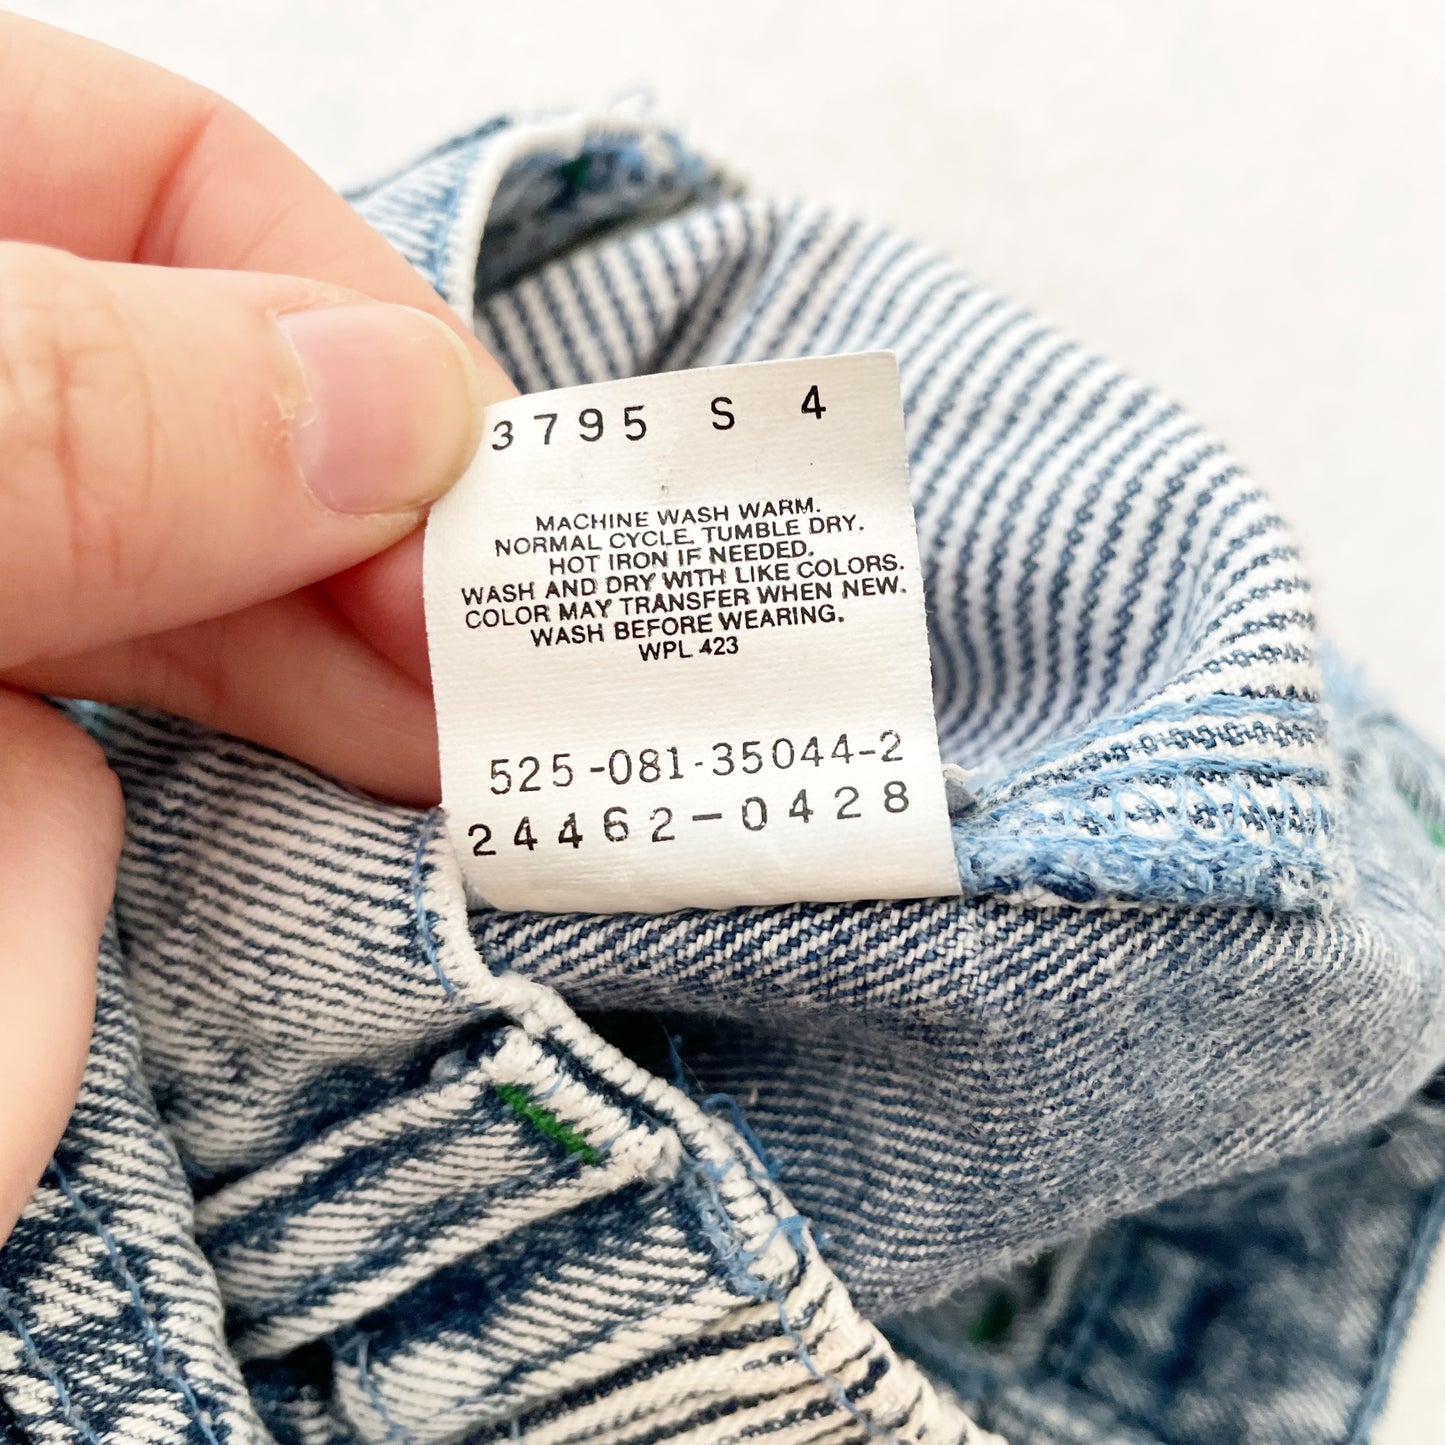 3795 S 4
MACHINE WASH WARM.
NORMAL CYCLE. TUMBLE DRY.
HOT IRON IF NEEDED.
WASH AND DRY WITH LIKE COLORS.
COLOR MAY TRANSFER WHEN NEW.
WASH BEFORE WEARING.
WPL 423
525-081-35044-2
24462-0428